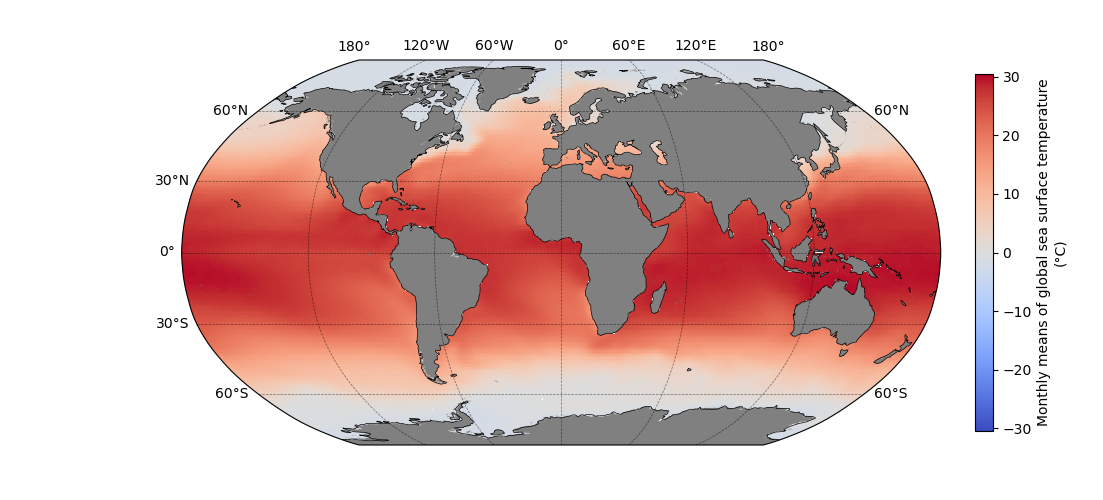 180° 120°W 60°W 0° 60°E 120°E 180°
60°N 60°N
30°N
0°
30°S
60°S 60°S
30
20
10
0
−10
−20
−30
Monthly means of global sea surface temperature
(°C)